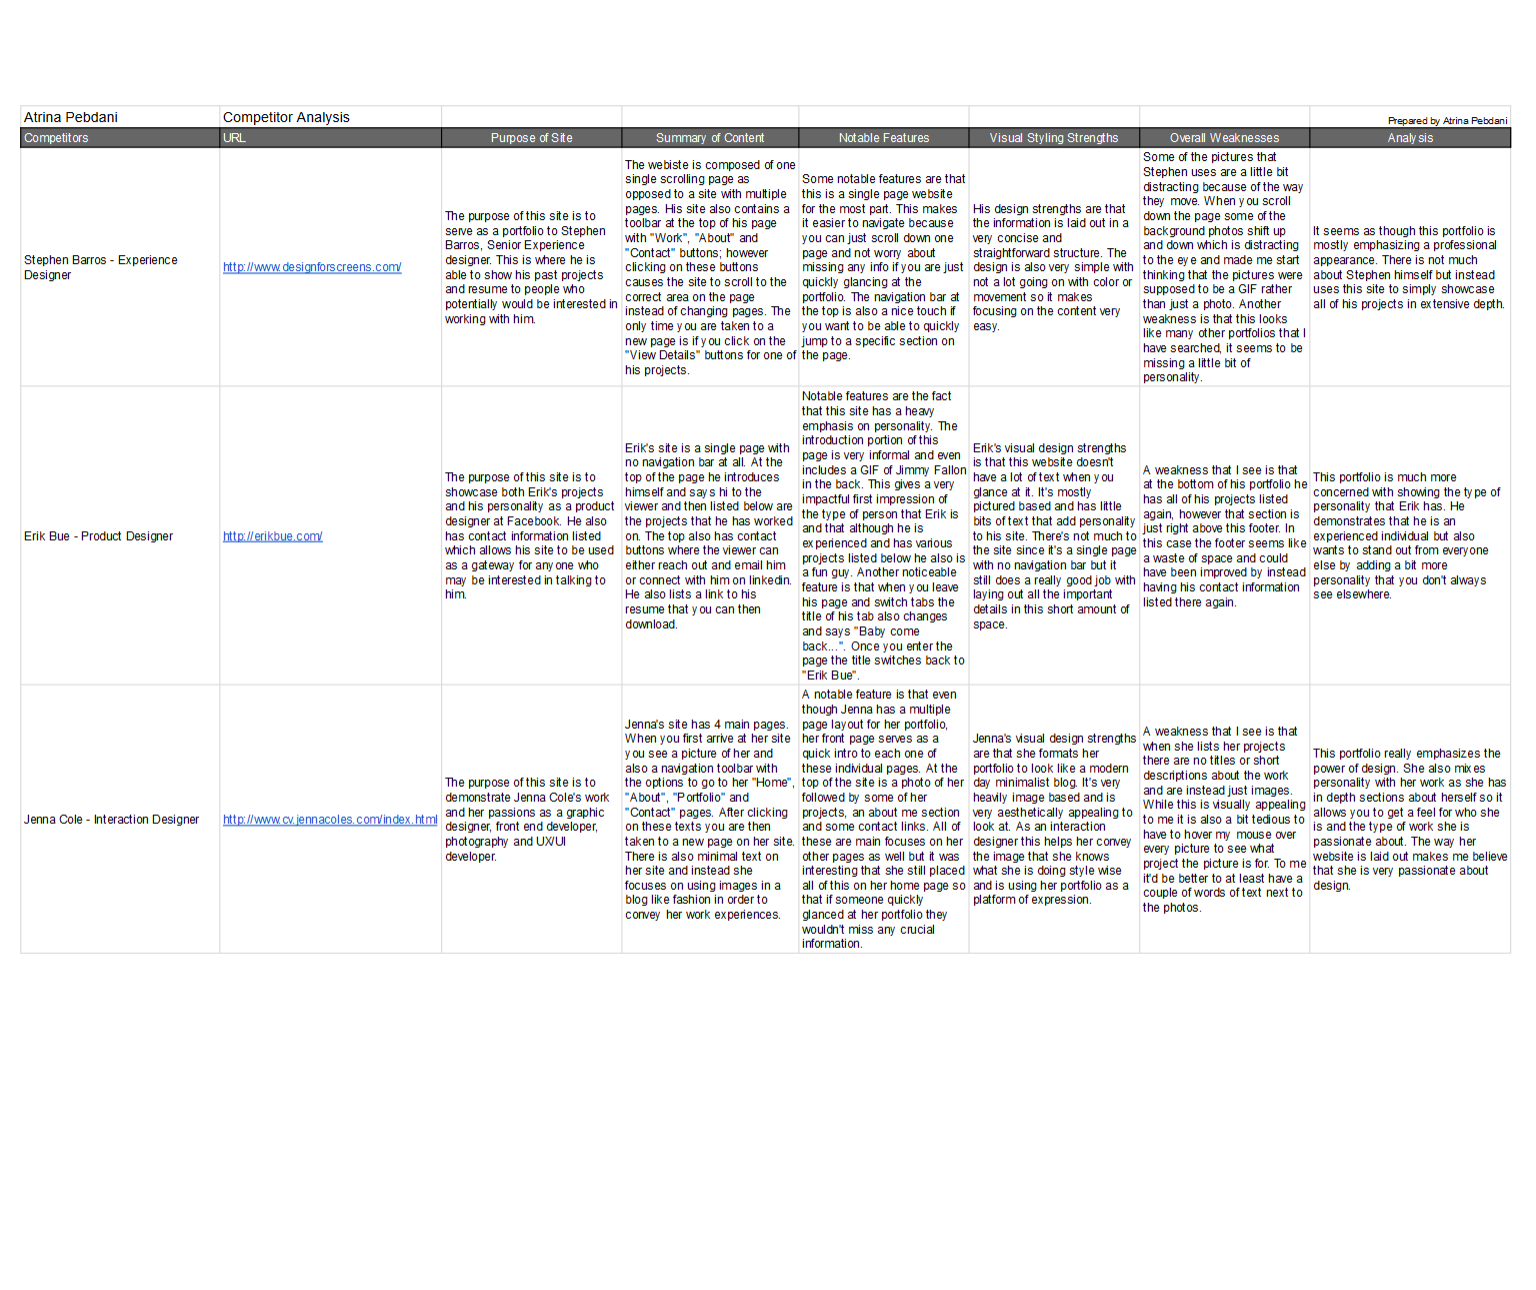 Atrina Pebdani
Competitor Analysis
Prepared by Atrina Pebdani
Competitors
URL
Purpose of Site
Summary of Content
Notable Features
Visual Styling Strengths
Overall Weaknesses
Analysis
Stephen Barros - Experience
Designer
http://www.designforscreens.com/
The purpose of this site is to
serve as a portfolio to Stephen
Barros, Senior Experience
designer. This is where he is
able to show his past projects
and resume to people who
potentially would be interested in
working with him.
The webiste is composed of one
single scrolling page as
opposed to a site with multiple
pages. His site also contains a
toolbar at the top of his page
with "Work", "About" and
"Contact" buttons; however
clicking on these buttons
causes the site to scroll to the
correct area on the page
instead of changing pages. The
only time you are taken to a
new page is if you click on the
"View Details" buttons for one of
his projects.
Some notable features are that
this is a single page website
for the most part. This makes
it easier to navigate because
you can just scroll down one
page and not worry about
missing any info if you are just
quickly glancing at the
portfolio. The navigation bar at
the top is also a nice touch if
you want to be able to quickly
jump to a specific section on
the page.
His design strengths are that
the information is laid out in a
very concise and
straightforward structure. The
design is also very simple with
not a lot going on with color or
movement so it makes
focusing on the content very
easy.
Some of the pictures that
Stephen uses are a little bit
distracting because of the way
they move. When you scroll
down the page some of the
background photos shift up
and down which is distracting
to the eye and made me start
thinking that the pictures were
supposed to be a GIF rather
than just a photo. Another
weakness is that this looks
like many other portfolios that I
have searched, it seems to be
missing a little bit of
personality.
It seems as though this portfolio is
mostly emphasizing a professional
appearance. There is not much
about Stephen himself but instead
uses this site to simply showcase
all of his projects in extensive depth.
Erik Bue - Product Designer
http://erikbue.com/
The purpose of this site is to
showcase both Erik's projects
and his personality as a product
designer at Facebook. He also
has contact information listed
which allows his site to be used
as a gateway for anyone who
may be interested in talking to
him.
Erik's site is a single page with
no navigation bar at all. At the
top of the page he introduces
himself and says hi to the
viewer and then listed below are
the projects that he has worked
on. The top also has contact
buttons where the viewer can
either reach out and email him
or connect with him on linkedin.
He also lists a link to his
resume that you can then
download.
Notable features are the fact
that this site has a heavy
emphasis on personality. The
introduction portion of this
page is very informal and even
includes a GIF of Jimmy Fallon
in the back. This gives a very
impactful first impression of
the type of person that Erik is
and that although he is
experienced and has various
projects listed below he also is
a fun guy. Another noticeable
feature is that when you leave
his page and switch tabs the
title of his tab also changes
and says "Baby come
back...". Once you enter the
page the title switches back to
"Erik Bue".
Erik's visual design strengths
is that this website doesn't
have a lot of text when you
glance at it. It's mostly
pictured based and has little
bits of text that add personality
to his site. There's not much to
the site since it's a single page
with no navigation bar but it
still does a really good job with
laying out all the important
details in this short amount of
space.
A weakness that I see is that
at the bottom of his portfolio he
has all of his projects listed
again, however that section is
just right above this footer. In
this case the footer seems like
a waste of space and could
have been improved by instead
having his contact information
listed there again.
This portfolio is much more
concerned with showing the type of
personality that Erik has. He
demonstrates that he is an
experienced individual but also
wants to stand out from everyone
else by adding a bit more
personality that you don't always
see elsewhere.
Jenna Cole - Interaction Designer
http://www.cv.jennacoles.com/index.html
The purpose of this site is to
demonstrate Jenna Cole's work
and her passions as a graphic
designer, front end developer,
photography and UX/UI
developer.
Jenna's site has 4 main pages.
When you first arrive at her site
you see a picture of her and
also a navigation toolbar with
the options to go to her "Home",
"About", "Portfolio" and
"Contact" pages. After clicking
on these texts you are then
taken to a new page on her site.
There is also minimal text on
her site and instead she
focuses on using images in a
blog like fashion in order to
convey her work experiences.
A notable feature is that even
though Jenna has a multiple
page layout for her portfolio,
her front page serves as a
quick intro to each one of
these individual pages. At the
top of the site is a photo of her
followed by some of her
projects, an about me section
and some contact links. All of
these are main focuses on her
other pages as well but it was
interesting that she still placed
all of this on her home page so
that if someone quickly
glanced at her portfolio they
wouldn't miss any crucial
information.
Jenna's visual design strengths
are that she formats her
portfolio to look like a modern
day minimalist blog. It's very
heavily image based and is
very aesthetically appealing to
look at. As an interaction
designer this helps her convey
the image that she knows
what she is doing style wise
and is using her portfolio as a
platform of expression.
A weakness that I see is that
when she lists her projects
there are no titles or short
descriptions about the work
and are instead just images.
While this is visually appealing
to me it is also a bit tedious to
have to hover my mouse over
every picture to see what
project the picture is for. To me
it'd be better to at least have a
couple of words of text next to
the photos.
This portfolio really emphasizes the
power of design. She also mixes
personality with her work as she has
in depth sections about herself so it
allows you to get a feel for who she
is and the type of work she is
passionate about. The way her
website is laid out makes me believe
that she is very passionate about
design.